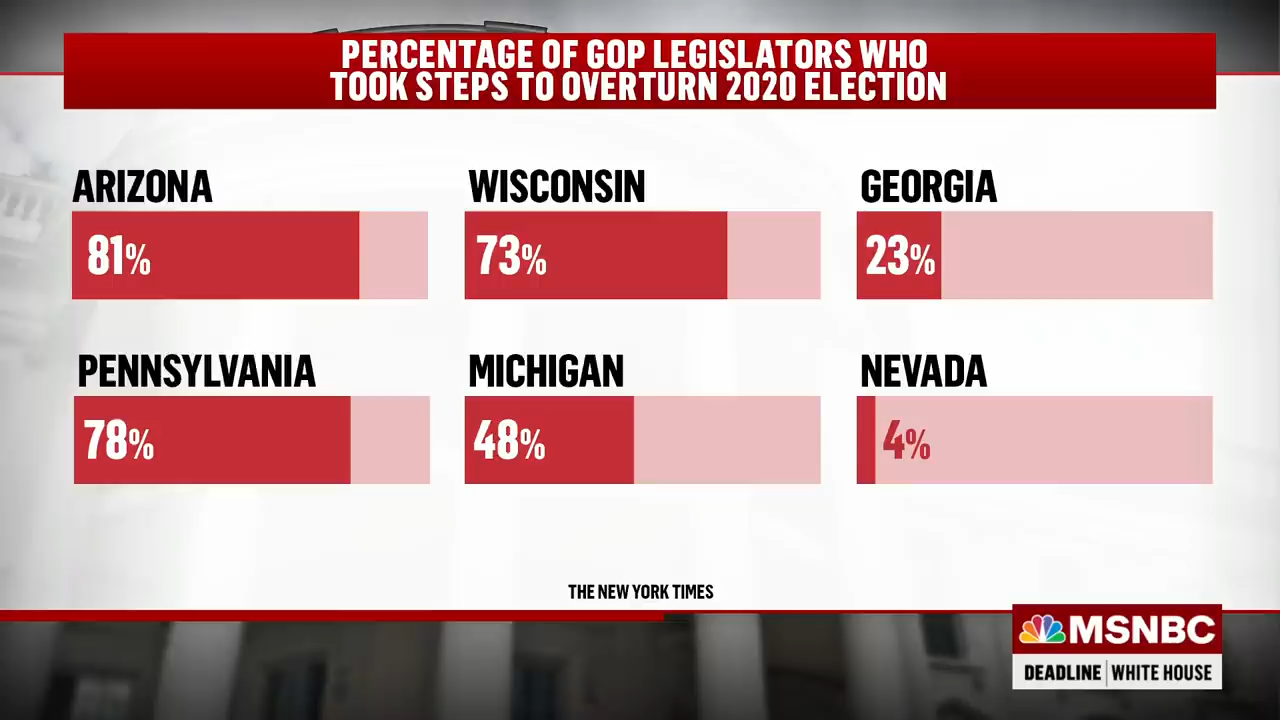 PERCENTAGE OF GOP LEGISLATORS WHO
TOOK STEPS TO OVERTURN 2020 ELECTION
ARIZONA
81%
WISCONSIN
73%
GEORGIA
23%
PENNSYLVANIA
78%
MICHIGAN
48%
NEVADA
4%
THE NEW YORK TIMES
MSNBC
DEADLINE | WHITE HOUSE